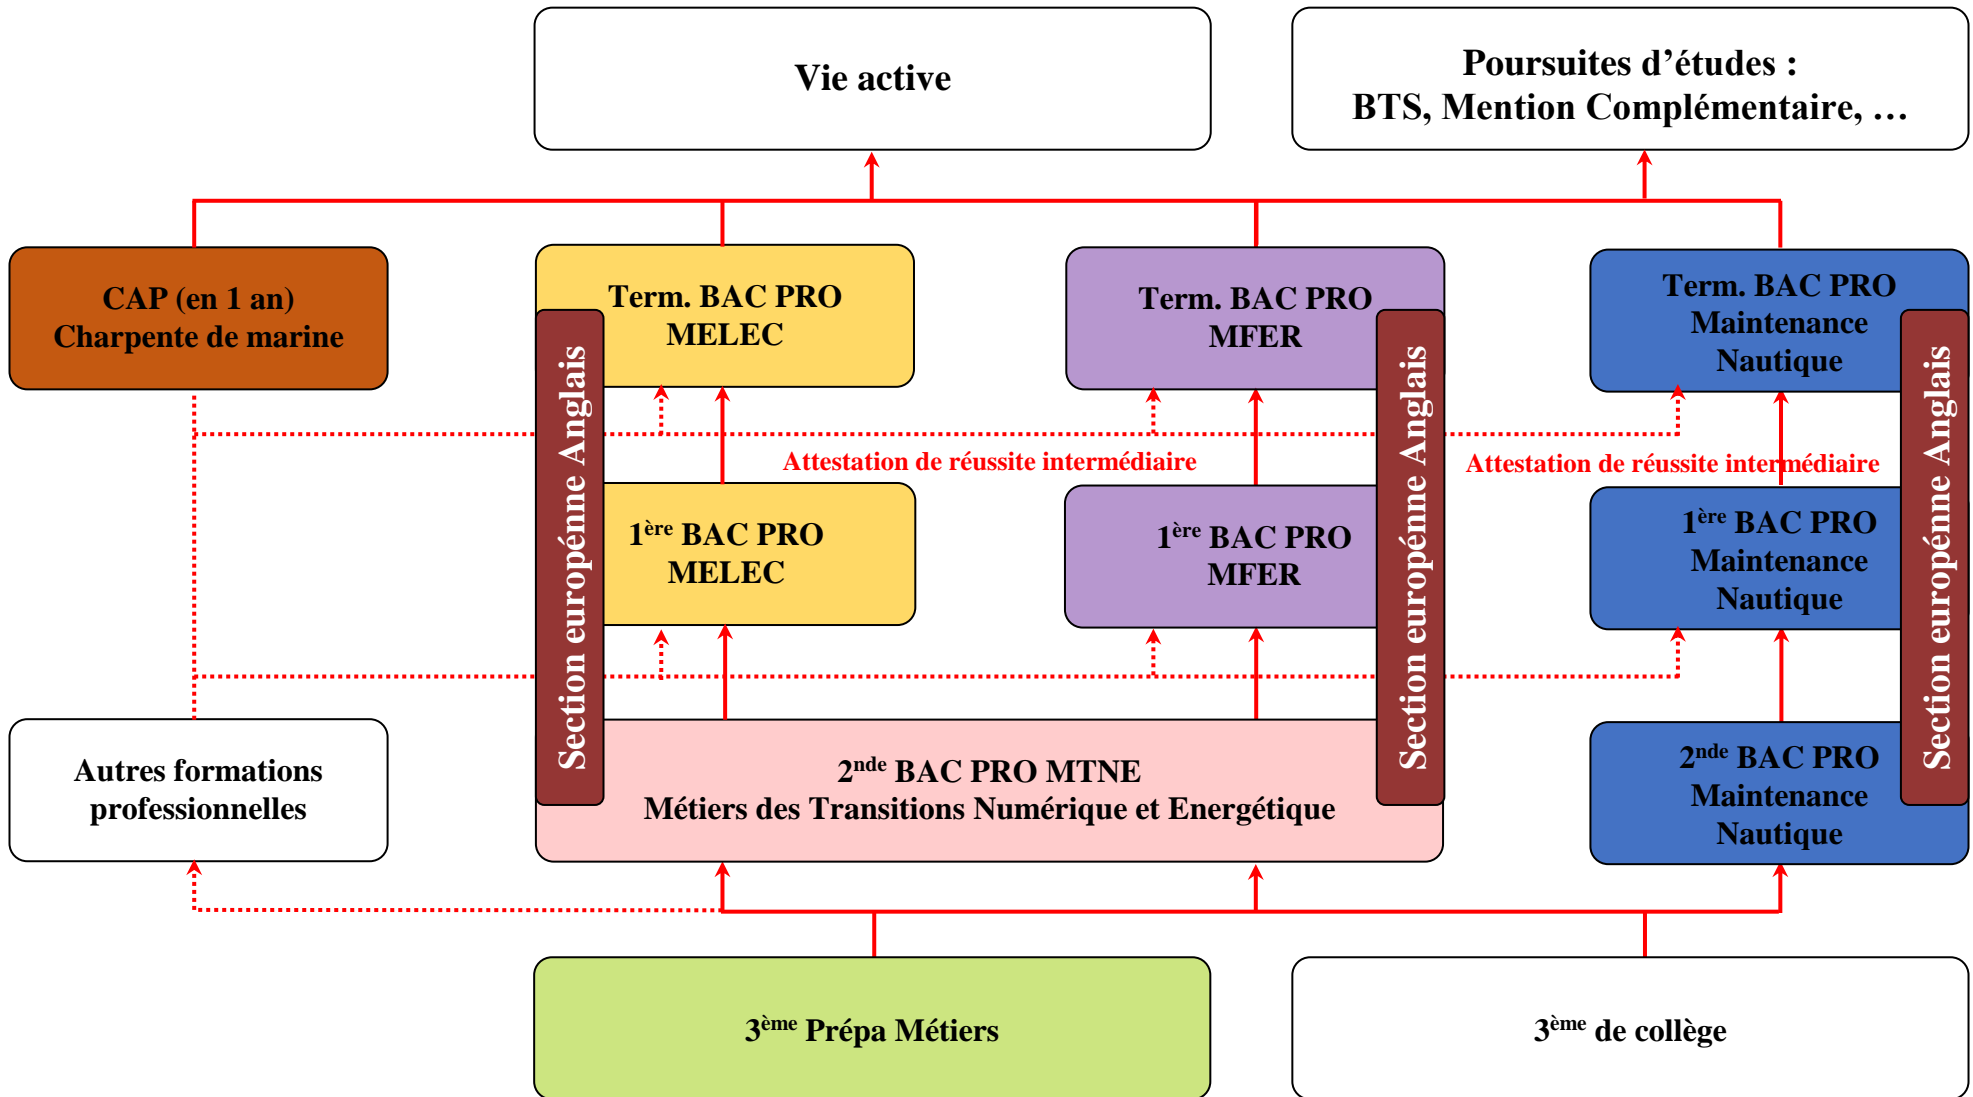 Vie active
Poursuites d’études :
BTS, Mention Complémentaire, …
CAP (en 1 an)
Charpente de marine
Term. BAC PRO
MELEC
Term. BAC PRO
MFER
Term. BAC PRO
Maintenance
Nautique
Section europénne Anglais
Section europénne Anglais
Section europénne Anglais
Attestation de réussite intermédiaire
Attestation de réussite intermédiaire
1ère BAC PRO
MELEC
1ère BAC PRO
MFER
1ère BAC PRO
Maintenance
Nautique
Autres formations
professionnelles
2nde BAC PRO MTNE
Métiers des Transitions Numérique et Energétique
2nde BAC PRO
Maintenance
Nautique
3ème Prépa Métiers
3ème de collège